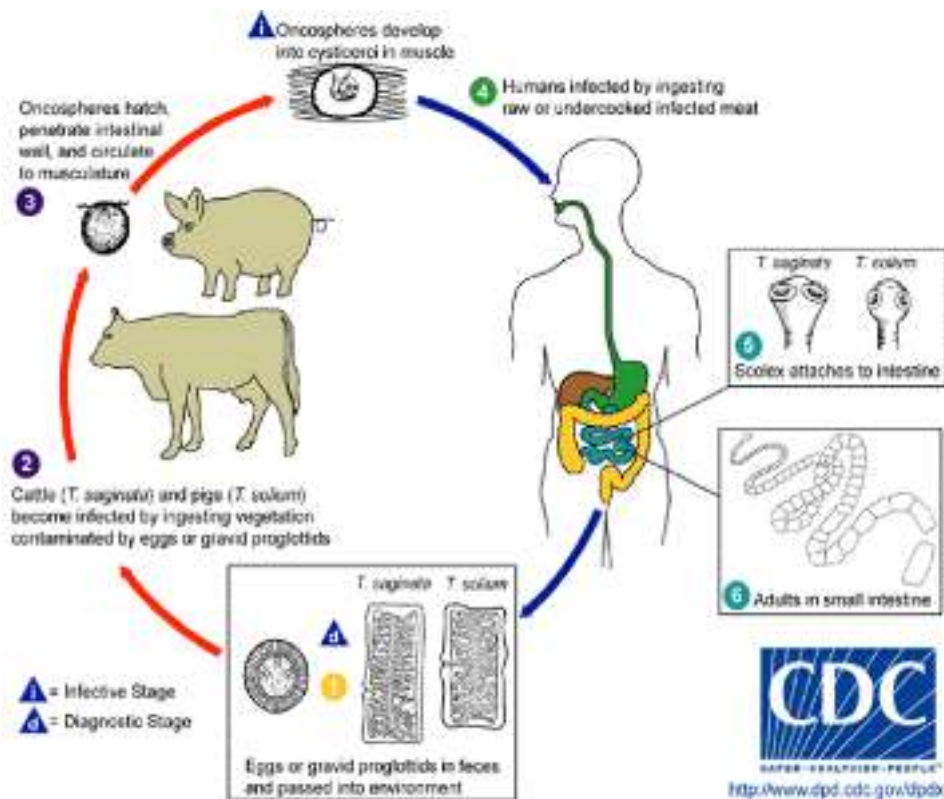 i
Oncospheres develop
into cysticerci in muscle
4
Humans infected by ingesting
raw or undercooked infected meat
Oncospheres hatch,
penetrate intestinal
wall, and circulate
to musculature
3
T. saginata
T. solium
5
Scolex attaches to intestine
2
Cattle (T. saginata) and pigs (T. solium)
become infected by ingesting vegetation
contaminated by eggs or gravid proglottids
6
Adults in small intestine
T. saginata
T. solium
d
1
Eggs or gravid proglottids in feces
and passed into environment
i = Infective Stage
d = Diagnostic Stage
CDC
SAFER·HEALTHIER·PEOPLE™
http://www.dpd.cdc.gov/dpdx